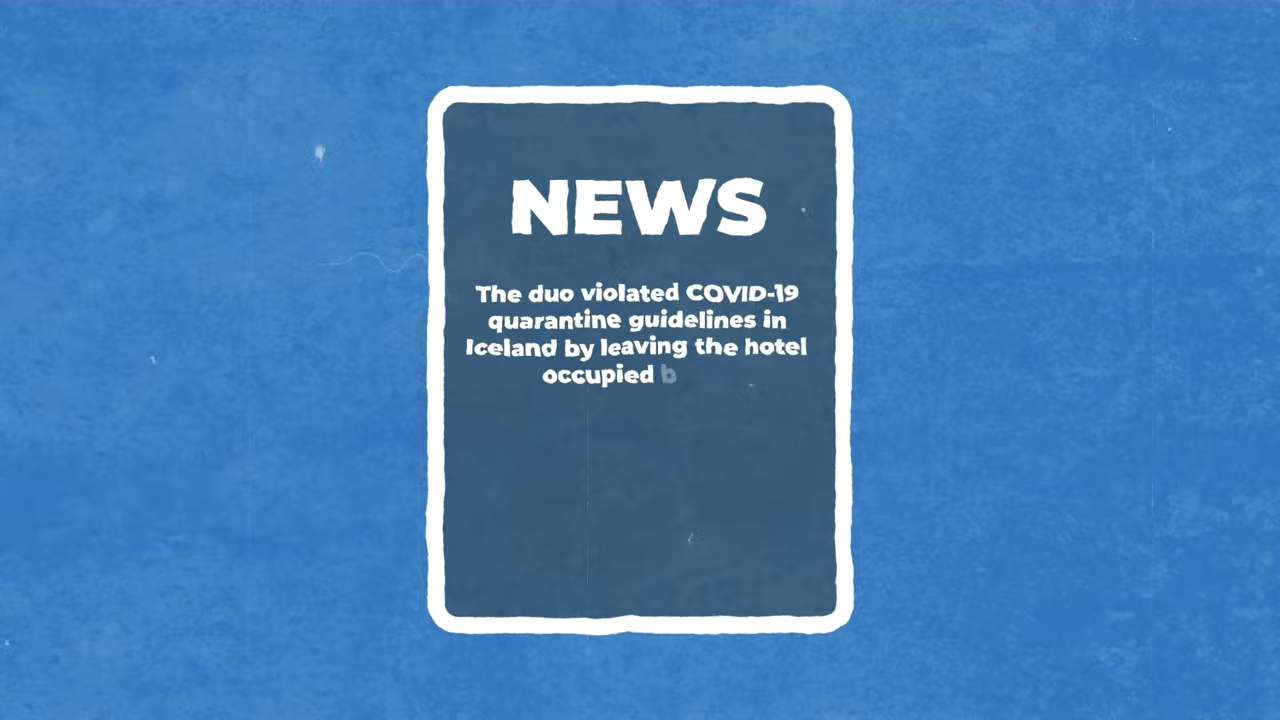 NEWS
The duo violated COVID-19
quarantine guidelines in
Iceland by leaving the hotel
occupied b